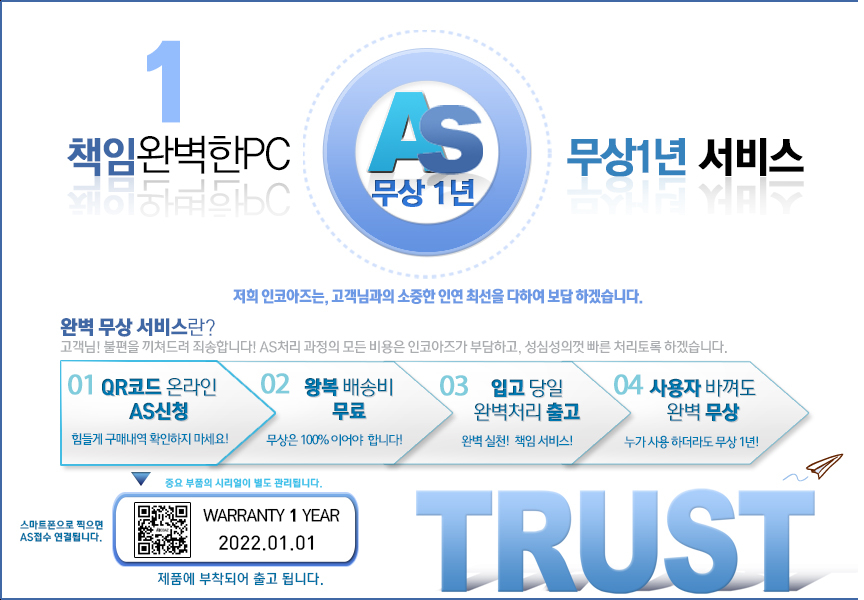 1
책임완벽한PC
AS
무상 1년
무상1년 서비스
저희 인코아즈는, 고객님과의 소중한 인연 최선을 다하여 보답 하겠습니다.
완벽 무상 서비스란?
고객님! 불편을 끼쳐드려 죄송합니다! AS처리 과정의 모든 비용은 인코아즈가 부담하고, 성심성의껏 빠른 처리토록 하겠습니다.
01 QR코드 온라인
AS신청
힘들게 구매내역 확인하지 마세요!
02 왕복 배송비
무료
무상은 100% 이어야 합니다!
03 입고 당일
완벽처리 출고
완벽 실천! 책임 서비스!
04 사용자 바껴도
완벽 무상
누가 사용 하더라도 무상 1년!
중요 부품의 시리얼이 별도 관리됩니다.
스마트폰으로 찍으면
AS접수 연결됩니다.
WARRANTY 1 YEAR
2022.01.01
제품에 부착되어 출고 됩니다.
TRUST